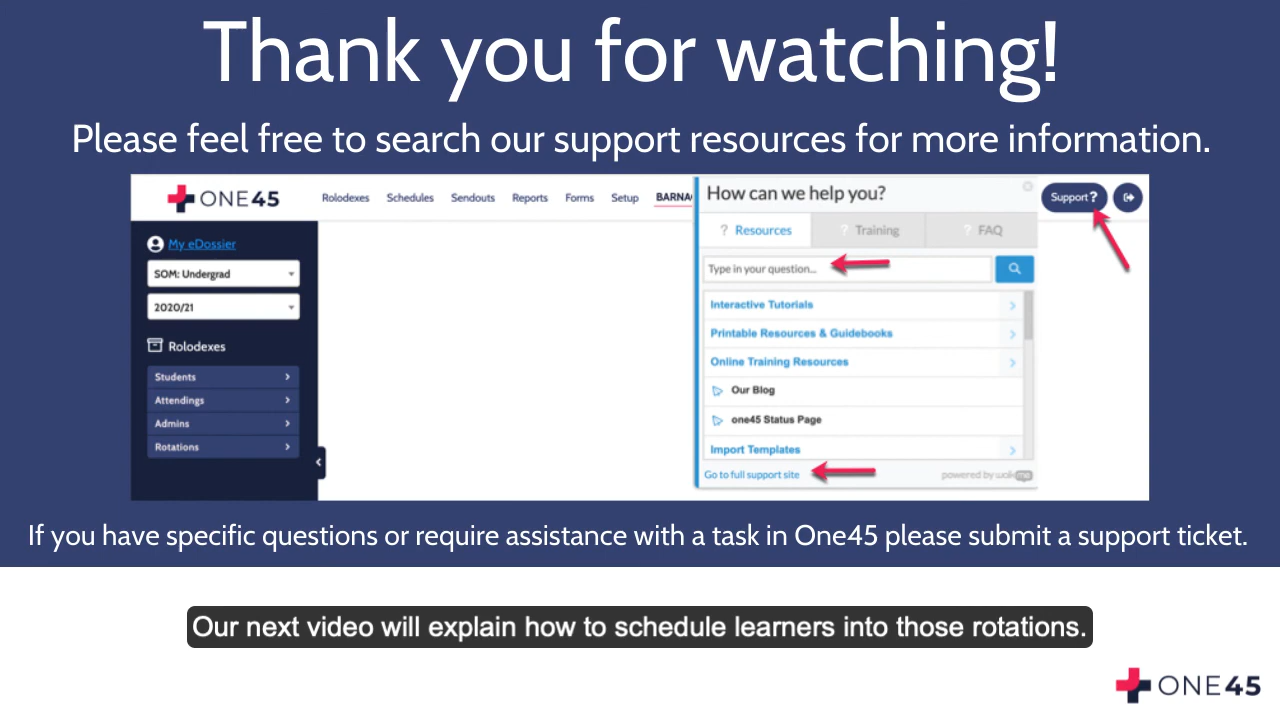 Thank you for watching!
Please feel free to search our support resources for more information.
ONE45
Rolodexes Schedules Sendouts Reports Forms Setup
How can we help you?
Support ?
My eDossier
SOM: Undergrad
2020/21
Rolodexes
Students
Attendings
Admins
Rotations
? Resources
? Training
? FAQ
Type in your question...
Interactive Tutorials
Printable Resources & Guidebooks
Online Training Resources
Our Blog
one45 Status Page
Import Templates
Go to full support site
powered by walkme
If you have specific questions or require assistance with a task in One45 please submit a support ticket.
Our next video will explain how to schedule learners into those rotations.
ONE45